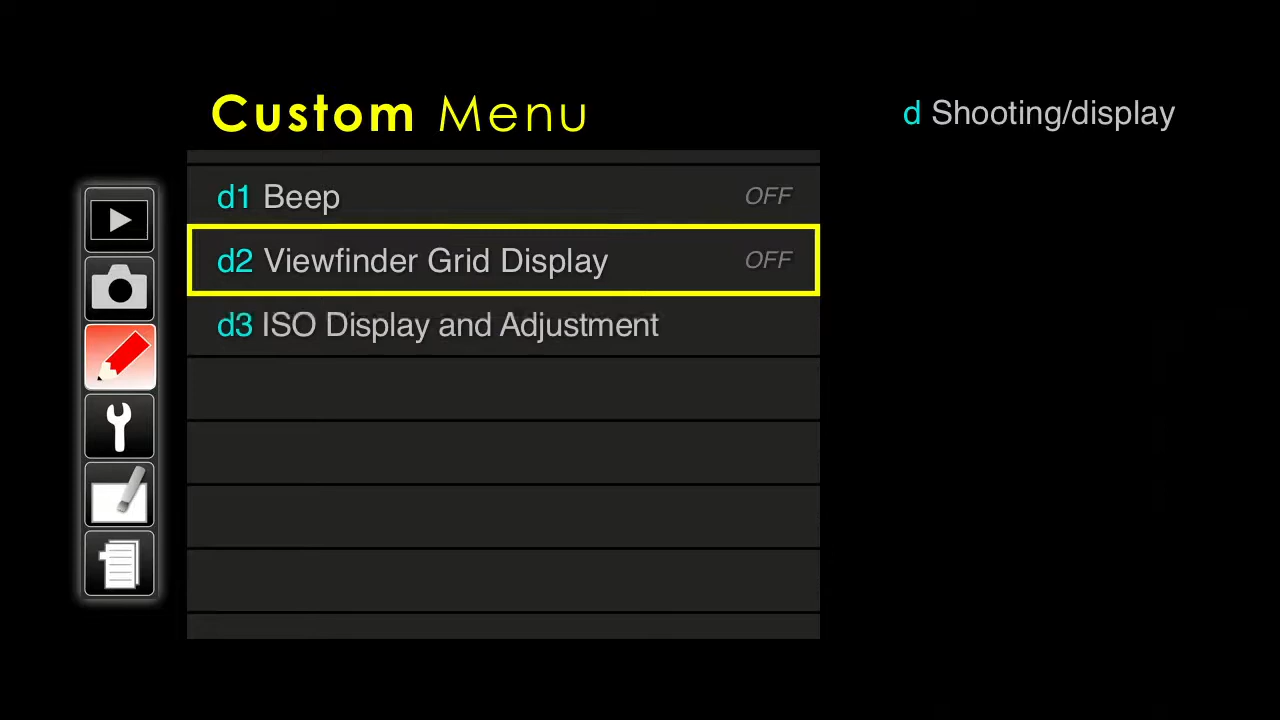 Custom Menu
d Shooting/display
d1 Beep OFF
d2 Viewfinder Grid Display OFF
d3 ISO Display and Adjustment